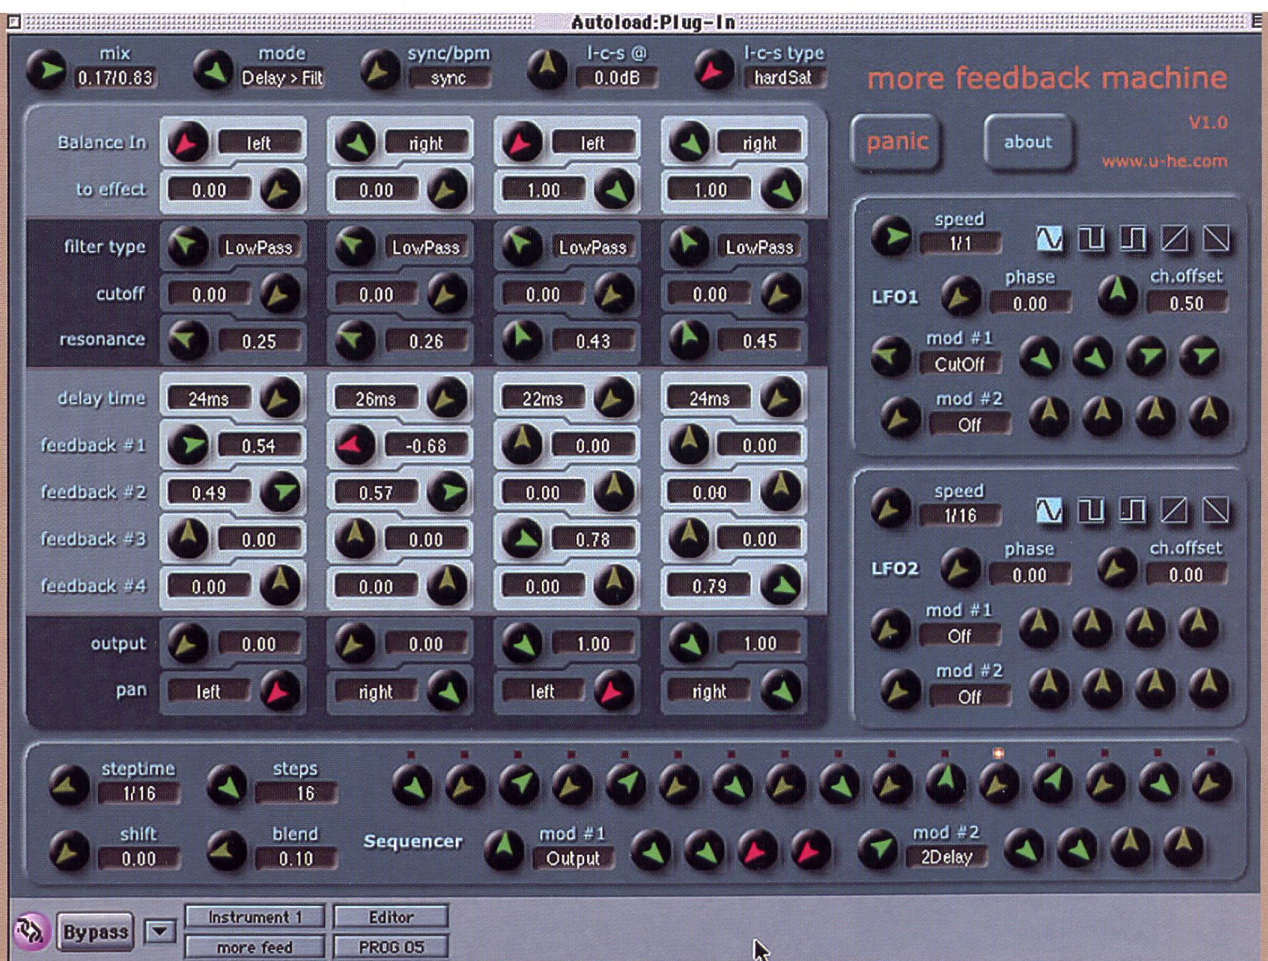 Autoload:Plug-In
mix mode sync/bpm l-c-s @ l-c-s type
0.17/0.83 Delay > Filt sync 0.0dB hardSat
more feedback machine
V1.0
panic about
www.u-he.com
Balance In left right left right
to effect 0.00 0.00 1.00 1.00
filter type LowPass LowPass LowPass LowPass
cutoff 0.00 0.00 0.00 0.00
resonance 0.25 0.26 0.43 0.45
delay time 24ms 26ms 22ms 24ms
feedback #1 0.54 -0.68 0.00 0.00
feedback #2 0.49 0.57 0.00 0.00
feedback #3 0.00 0.00 0.78 0.00
feedback #4 0.00 0.00 0.00 0.79
output 0.00 0.00 1.00 1.00
pan left right left right
speed
1/1
phase ch.offset
LFO1 0.00 0.50
mod #1
CutOff
mod #2
Off
speed
1/16
phase ch.offset
LFO2 0.00 0.00
mod #1
Off
mod #2
Off
steptime steps
1/16 16
shift blend
0.00 0.10
Sequencer
mod #1 mod #2
Output 2Delay
Bypass
Instrument 1 Editor
more feed PROG 05